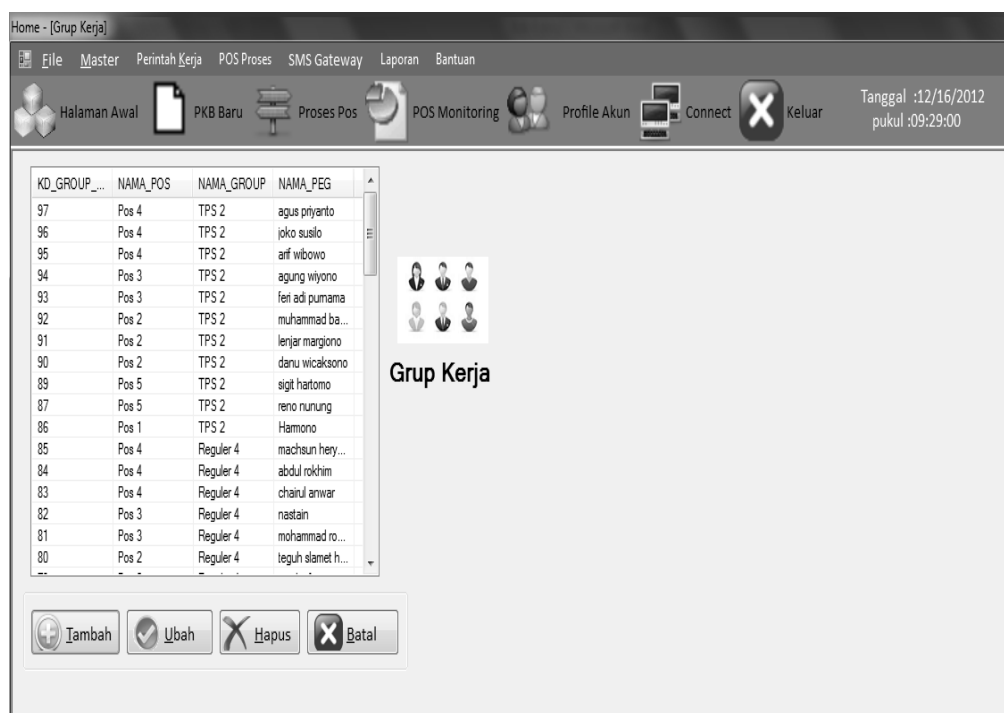 Home - [Grup Kerja]
File Master Perintah Kerja POS Proses SMS Gateway Laporan Bantuan
Halaman Awal PKB Baru Proses Pos POS Monitoring Profile Akun Connect Keluar Tanggal :12/16/2012
pukul :09:29:00
KD_GROUP_... NAMA_POS NAMA_GROUP NAMA_PEG
97 Pos 4 TPS 2 agus priyanto
96 Pos 4 TPS 2 joko susilo
95 Pos 4 TPS 2 arif wibowo
94 Pos 3 TPS 2 agung wiyono
93 Pos 3 TPS 2 feri adi purnama
92 Pos 2 TPS 2 muhammad ba...
91 Pos 2 TPS 2 lenjar margiono
90 Pos 2 TPS 2 danu wicaksono
89 Pos 5 TPS 2 sigit hartomo
87 Pos 5 TPS 2 reno nunung
86 Pos 1 TPS 2 Harmono
85 Pos 4 Reguler 4 machsun hery...
84 Pos 4 Reguler 4 abdul rokhim
83 Pos 4 Reguler 4 chairul anwar
82 Pos 3 Reguler 4 nastain
81 Pos 3 Reguler 4 mohammad ro...
80 Pos 2 Reguler 4 teguh slamet h...
Grup Kerja
Tambah Ubah Hapus Batal